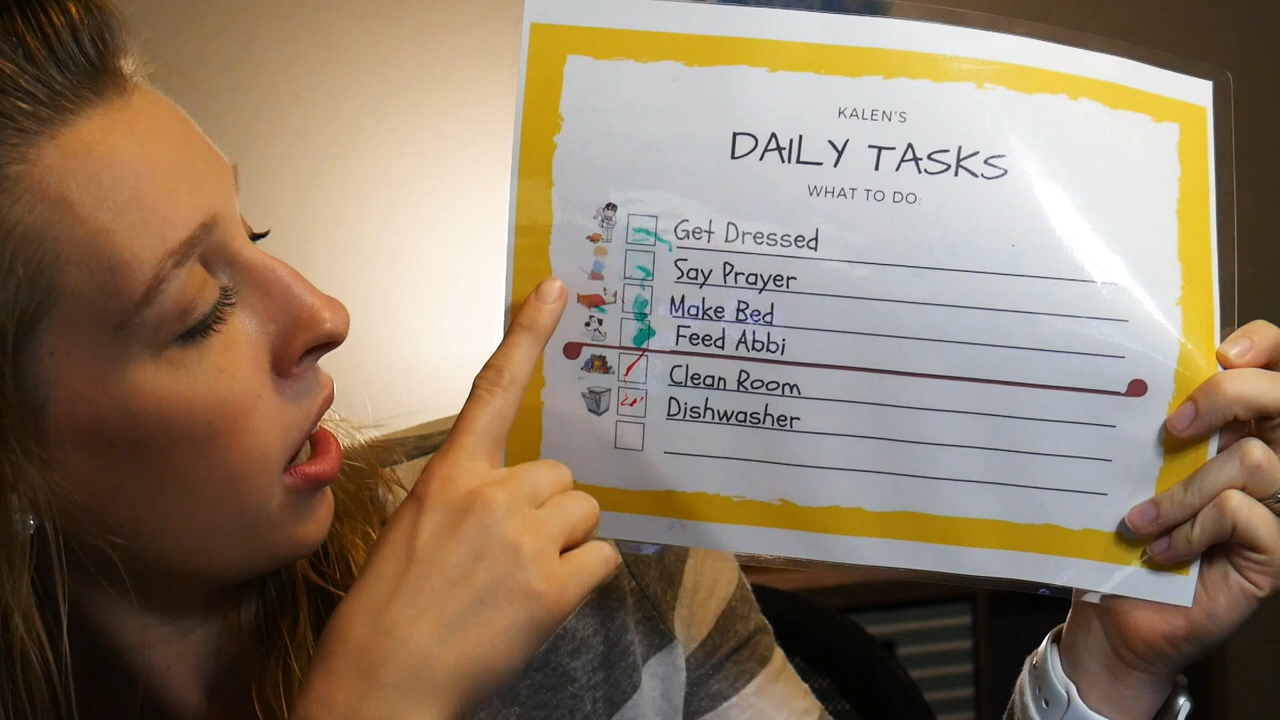 KALEN'S
DAILY TASKS
WHAT TO DO:
Get Dressed
Say Prayer
Make Bed
Feed Abbi
Clean Room
Dishwasher